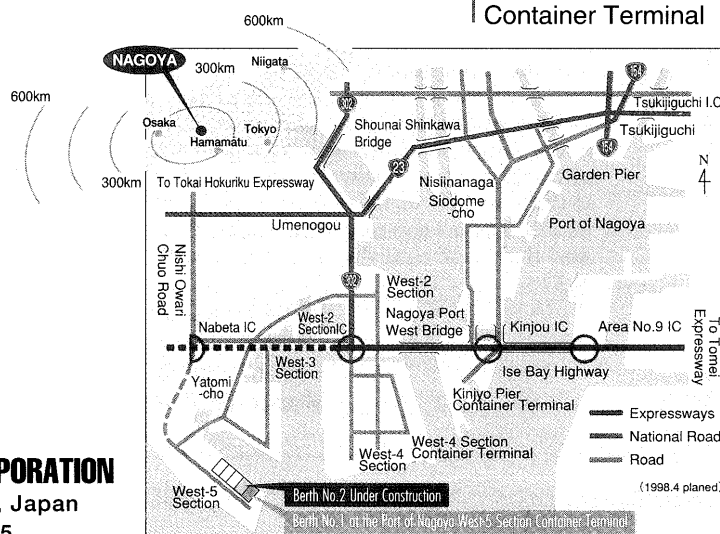 Container Terminal
600km
NAGOYA
300km
Niigata
600km
Osaka
Hamamatu
Tokyo
300km
302
154
Tsukijiguchi I.C
Tsukijiguchi
Shounai Shinkawa
Bridge
23
154
To Tokai Hokuriku Expressway
Nisiinanaga
Siodome
-cho
Garden Pier
N
4
Umenogou
Port of Nagoya
Nishi Owari
Chuo Road
302
West-2
Section
Nabeta IC
West-2
SectionIC
Nagoya Port
West Bridge
Kinjou IC
Area No.9 IC
To Tomei
Expressway
West-3
Section
Ise Bay Highway
Yatomi
-cho
Kinjyo Pier
Container Terminal
Expressways
National Road
Road
West-4 Section
Container Terminal
West-4
Section
(1998.4 planed)
PORATION
, Japan
5
West-5
Section
Berth No.2 Under Construction
Berth No.1 at the Port of Nagoya West-5 Section Container Terminal